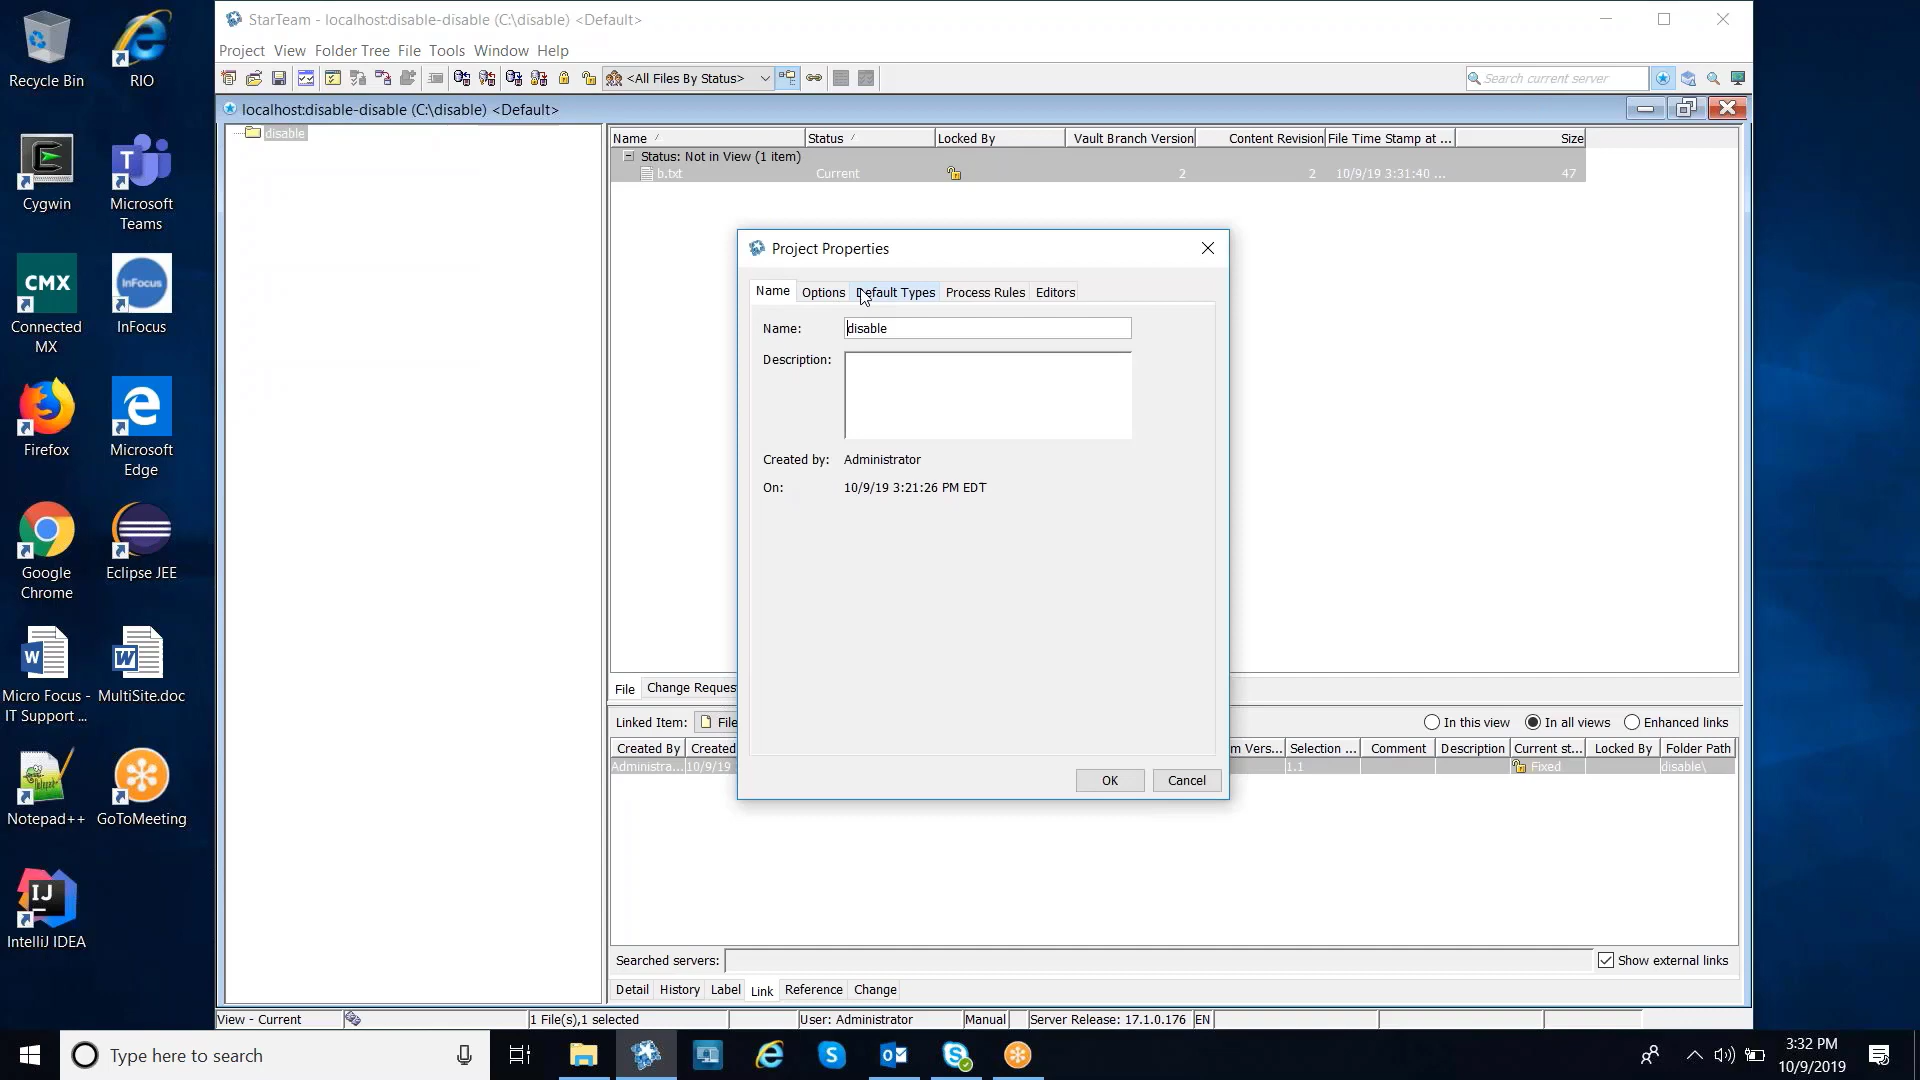 Recycle Bin
RIO
Cygwin
Microsoft
Teams
CMX
Connected
MX
InFocus
InFocus
Firefox
Microsoft
Edge
Google
Chrome
Eclipse JEE
Micro Focus -
IT Support ...
MultiSite.doc
Notepad++
GoToMeeting
IJ
IntelliJ IDEA
StarTeam - localhost:disable-disable (C:\disable) <Default>
Project View Folder Tree File Tools Window Help
<All Files By Status>
Search current server
localhost:disable-disable (C:\disable) <Default>
disable
Name Status Locked By Vault Branch Version Content Revision File Time Stamp at ... Size
Status: Not in View (1 item)
b.txt Current 2 2 10/9/19 3:31:40 ... 47
Project Properties
Name Options Default Types Process Rules Editors
Name: disable
Description:
Created by: Administrator
On: 10/9/19 3:21:26 PM EDT
OK Cancel
File Change Reques
Linked Item: File In this view In all views Enhanced links
Created By Created m Vers... Selection ... Comment Description Current st... Locked By Folder Path
Administra... 10/9/19 1.1 Fixed disable\
Searched servers: Show external links
Detail History Label Link Reference Change
View - Current 1 File(s),1 selected User: Administrator Manual Server Release: 17.1.0.176 EN
Type here to search
3:32 PM
10/9/2019